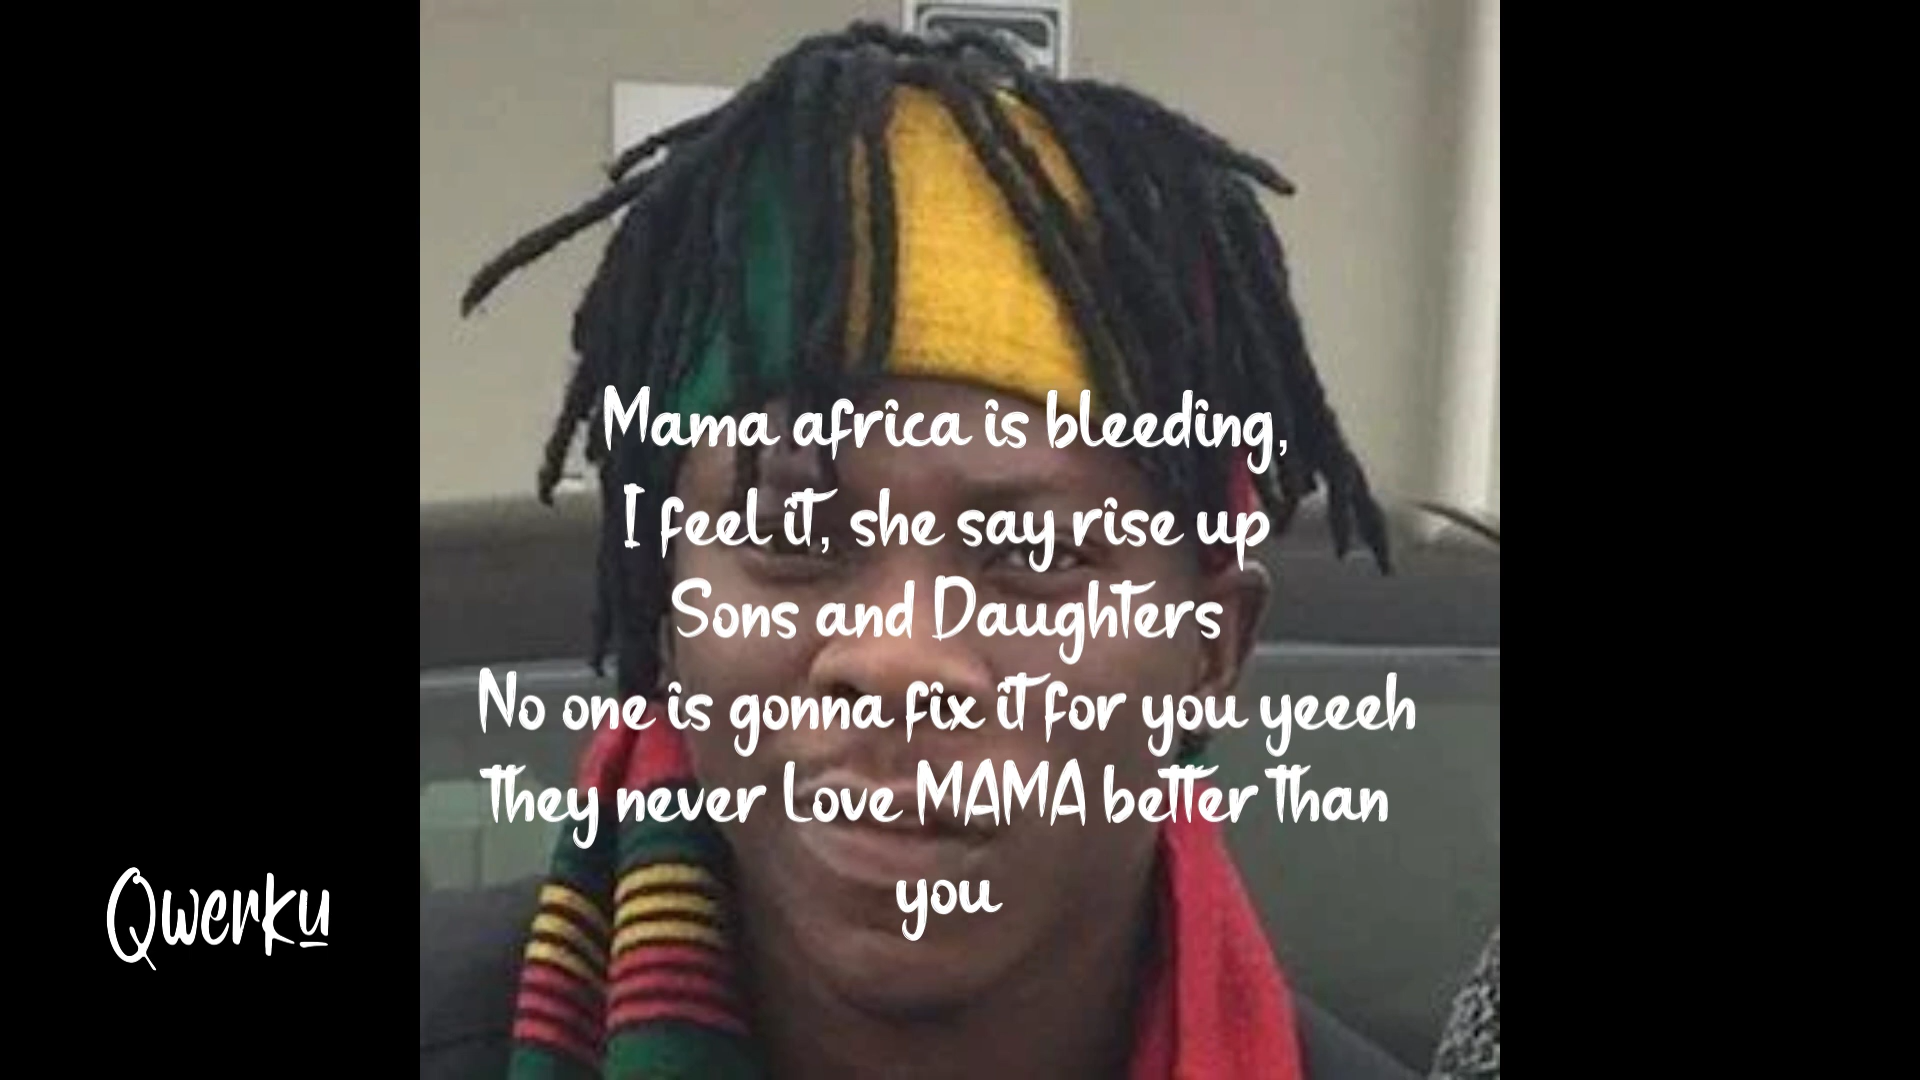 Mama africa is bleeding,
I feel it, she say rise up
Sons and Daughters
No one is gonna fix it for you yeeeh
they never Love MAMA better than
you
Qwerku